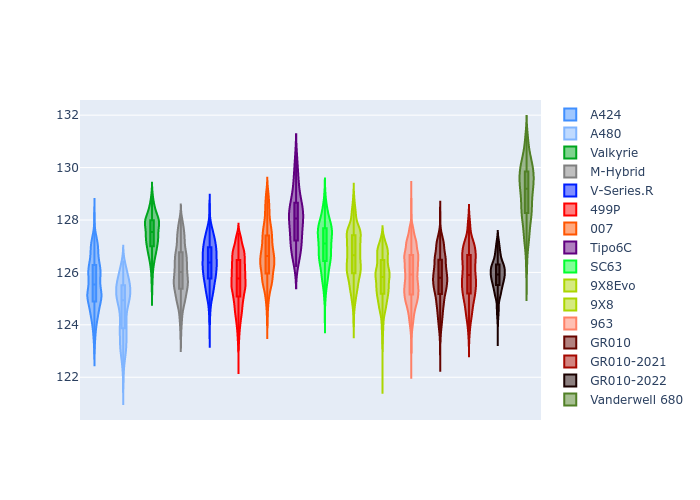 132
130
128
126
124
122
A424
A480
Valkyrie
M-Hybrid
V-Series.R
499P
007
Tipo6C
SC63
9X8Evo
9X8
963
GR010
GR010-2021
GR010-2022
Vanderwell 680